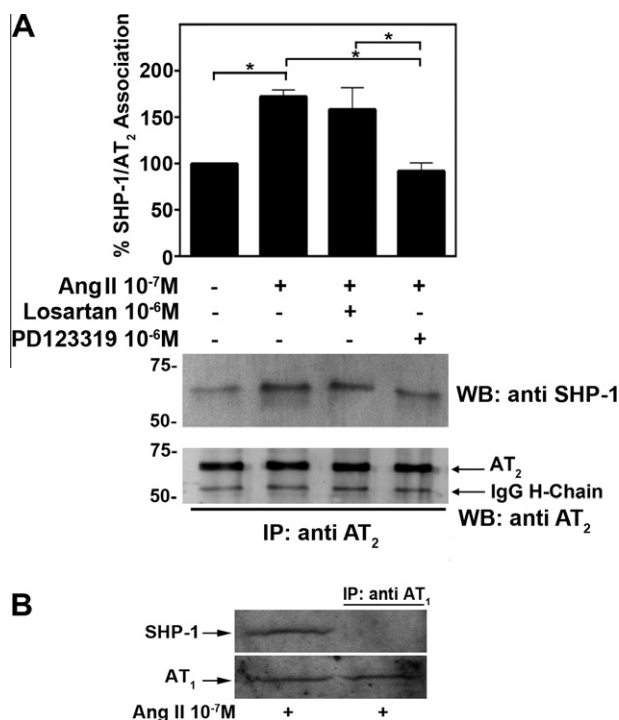 A
% SHP-1/AT₂ Association
200
150
100
50
0
* * *
Ang II 10⁻⁷M - + + +
Losartan 10⁻⁶M - - + -
PD123319 10⁻⁶M - - - +
75-
50-
WB: anti SHP-1
75-
50-
AT₂
IgG H-Chain
WB: anti AT₂
IP: anti AT₂
B
IP: anti AT₁
SHP-1
AT₁
Ang II 10⁻⁷M + +